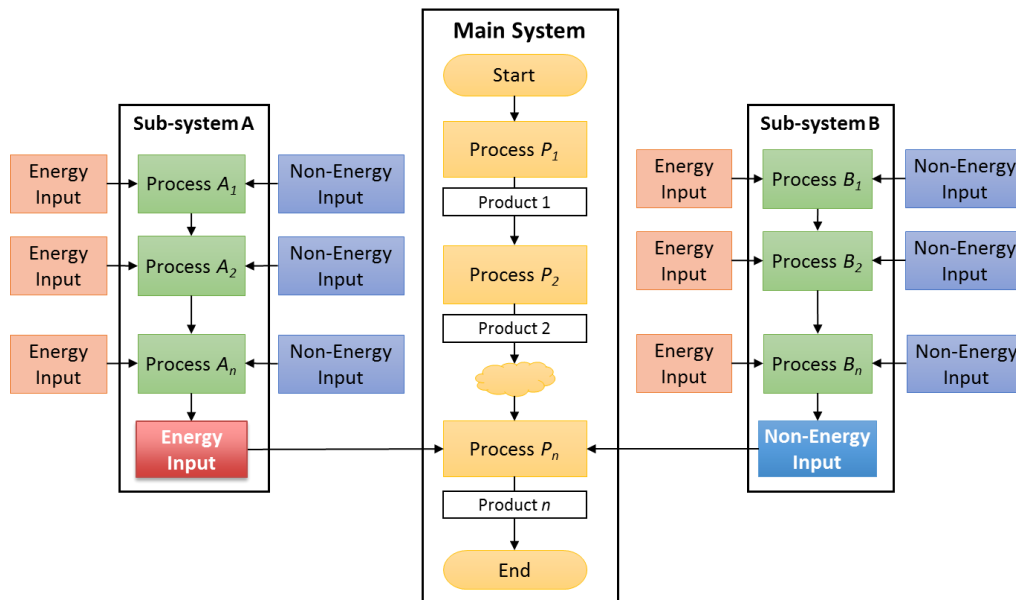 Main System
Start
Process P₁
Product 1
Process P₂
Product 2
Process Pₙ
Product n
End
Sub-system A
Energy
Input
Process A₁
Non-Energy
Input
Energy
Input
Process A₂
Non-Energy
Input
Energy
Input
Process Aₙ
Non-Energy
Input
Energy
Input
Sub-system B
Energy
Input
Process B₁
Non-Energy
Input
Energy
Input
Process B₂
Non-Energy
Input
Energy
Input
Process Bₙ
Non-Energy
Input
Non-Energy
Input